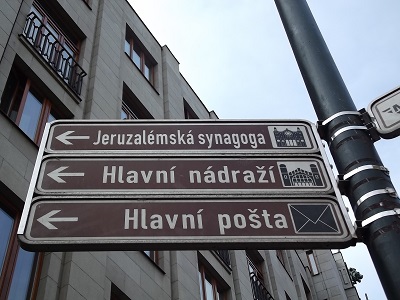 Jeruzalémská synagoga
Hlavní nádraží
Hlavní pošta